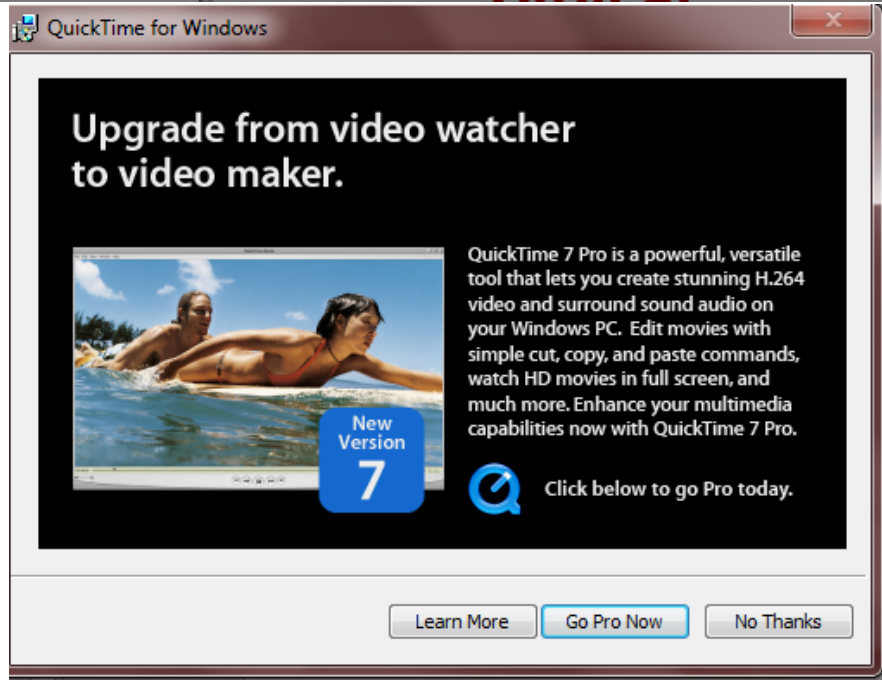 QuickTime for Windows
Upgrade from video watcher
to video maker.
QuickTime 7 Pro is a powerful, versatile
tool that lets you create stunning H.264
video and surround sound audio on
your Windows PC. Edit movies with
simple cut, copy, and paste commands,
watch HD movies in full screen, and
much more. Enhance your multimedia
capabilities now with QuickTime 7 Pro.
New
Version
7
Click below to go Pro today.
Learn More
Go Pro Now
No Thanks